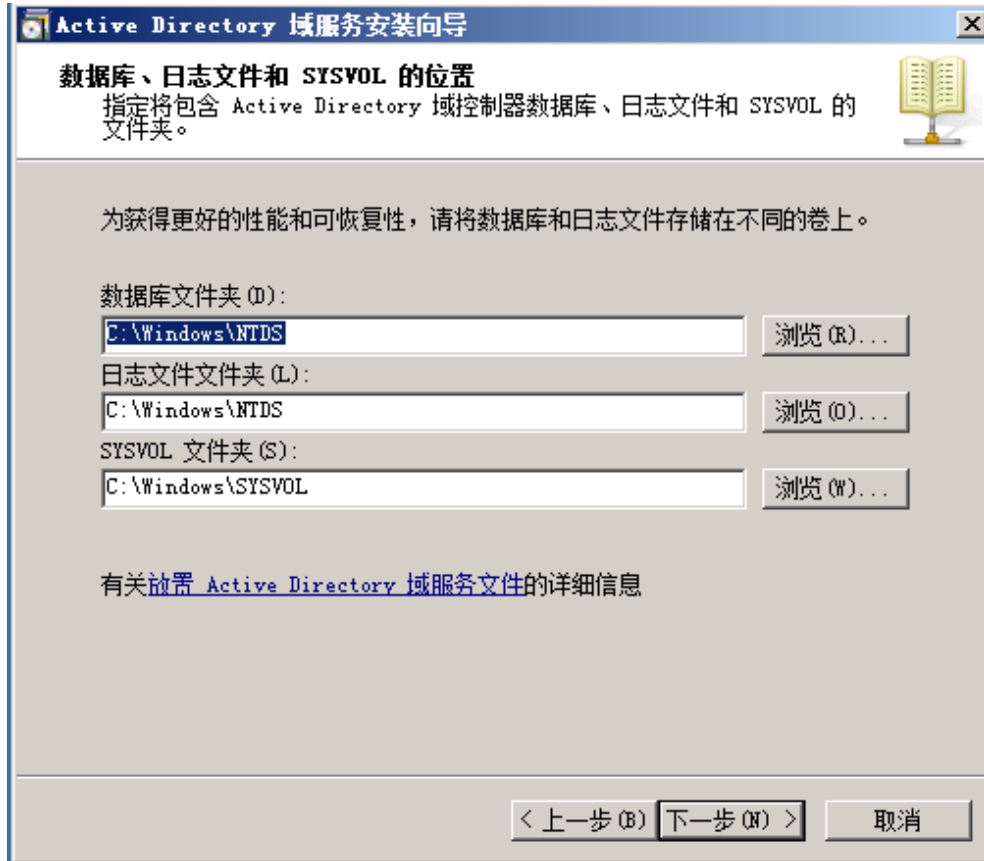 Active Directory 域服务安装向导
数据库、日志文件和 SYSVOL 的位置
指定将包含 Active Directory 域控制器数据库、日志文件和 SYSVOL 的
文件夹。
为获得更好的性能和可恢复性，请将数据库和日志文件存储在不同的卷上。
数据库文件夹(D):
C:\Windows\NTDS
浏览(R)...
日志文件文件夹(L):
C:\Windows\NTDS
浏览(O)...
SYSVOL 文件夹(S):
C:\Windows\SYSVOL
浏览(W)...
有关放置 Active Directory 域服务文件的详细信息
< 上一步(B) 下一步(N) > 取消